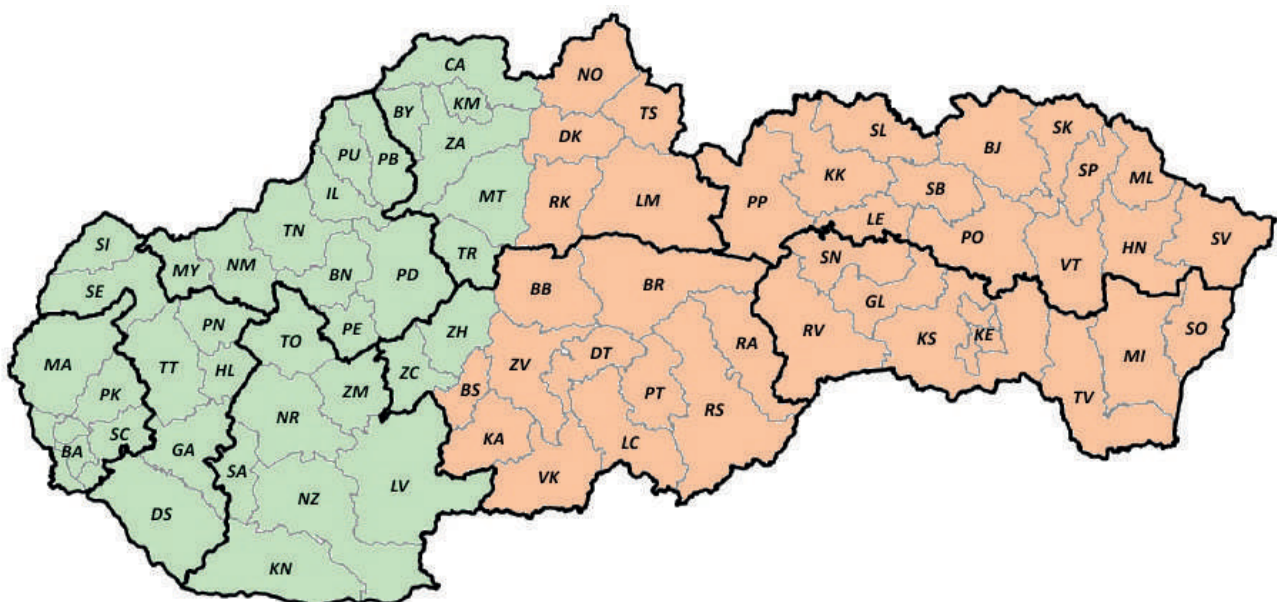 CA
NO
BY
KM
TS
DK
SL
SK
PU
PB
ZA
BJ
KK
SP
ML
IL
MT
RK
LM
PP
SB
LE
TN
PO
SV
SI
MY
NM
TR
HN
BN
PD
SN
VT
SE
BB
BR
GL
PN
PE
ZH
RV
KS
KE
SO
TO
MA
TT
HL
ZC
ZV
DT
RA
MI
PK
ZM
BS
PT
TV
NR
RS
SC
KA
BA
GA
LC
SA
VK
LV
NZ
DS
KN